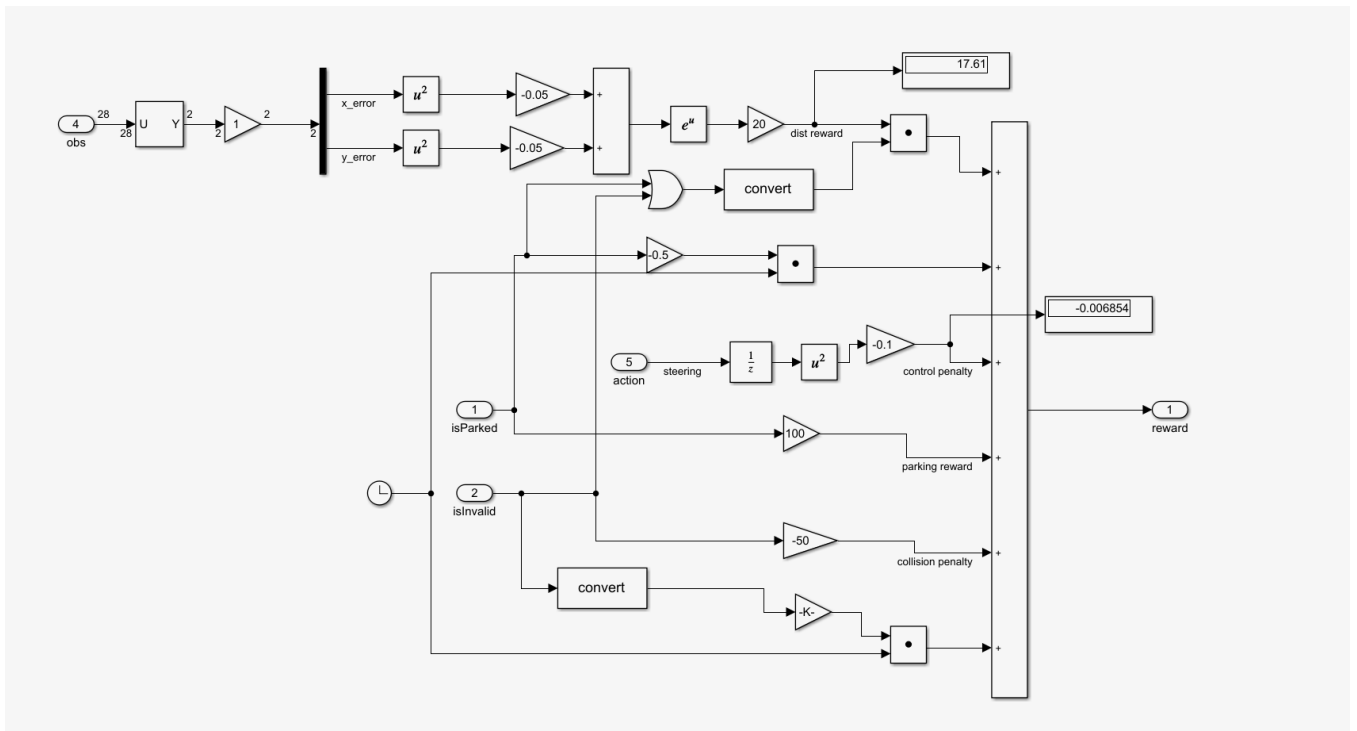 17.61
28
4
28
obs
U Y
2
2
1
2
2
x_error
y_error
u²
u²
-0.05
-0.05
+
+
eᵘ
20
dist reward
convert
+
-0.5
+
-0.006854
5
action
steering
1
z
u²
-0.1
control penalty
+
1
isParked
100
parking reward
+
1
reward
2
isInvalid
-50
collision penalty
+
convert
-K-
+